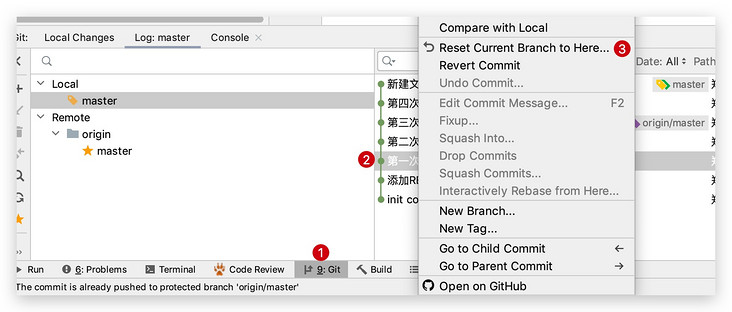 Git: Local Changes Log: master Console
Compare with Local
Reset Current Branch to Here... 3
Date: All Path
Revert Commit
Local
新建文
master
Undo Commit...
master
第四次
Edit Commit Message... F2
Remote
第三次
Fixup...
origin/master
origin
第二次
Squash Into...
master
2
第一次
Drop Commits
Squash Commits...
添加RE
Interactively Rebase from Here...
init co
New Branch...
New Tag...
1
Go to Child Commit
Go to Parent Commit
Run 6: Problems Terminal Code Review 9: Git Build
Open on GitHub
The commit is already pushed to protected branch 'origin/master'